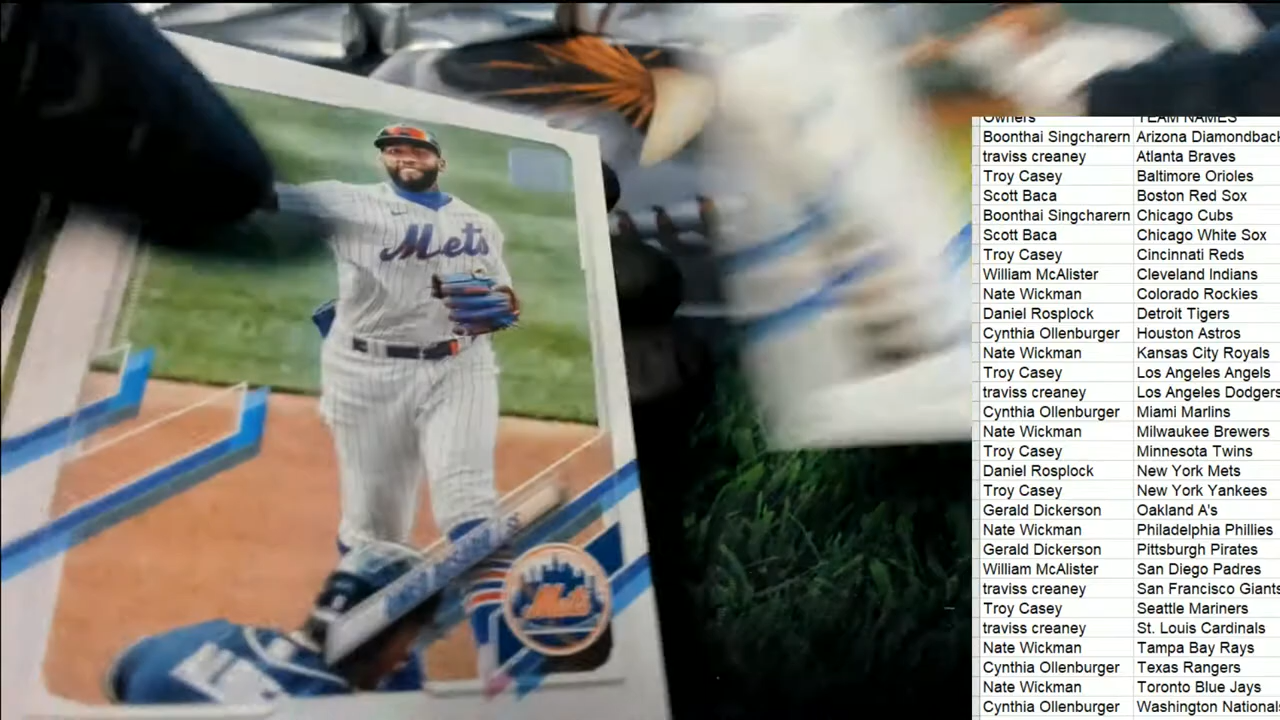 Mets
Mets
Owners TEAM NAMES
Boonthai Singcharern Arizona Diamondback
traviss creaney Atlanta Braves
Troy Casey Baltimore Orioles
Scott Baca Boston Red Sox
Boonthai Singcharern Chicago Cubs
Scott Baca Chicago White Sox
Troy Casey Cincinnati Reds
William McAlister Cleveland Indians
Nate Wickman Colorado Rockies
Daniel Rosplock Detroit Tigers
Cynthia Ollenburger Houston Astros
Nate Wickman Kansas City Royals
Troy Casey Los Angeles Angels
traviss creaney Los Angeles Dodgers
Cynthia Ollenburger Miami Marlins
Nate Wickman Milwaukee Brewers
Troy Casey Minnesota Twins
Daniel Rosplock New York Mets
Troy Casey New York Yankees
Gerald Dickerson Oakland A's
Nate Wickman Philadelphia Phillies
Gerald Dickerson Pittsburgh Pirates
William McAlister San Diego Padres
traviss creaney San Francisco Giants
Troy Casey Seattle Mariners
traviss creaney St. Louis Cardinals
Nate Wickman Tampa Bay Rays
Cynthia Ollenburger Texas Rangers
Nate Wickman Toronto Blue Jays
Cynthia Ollenburger Washington Nationals